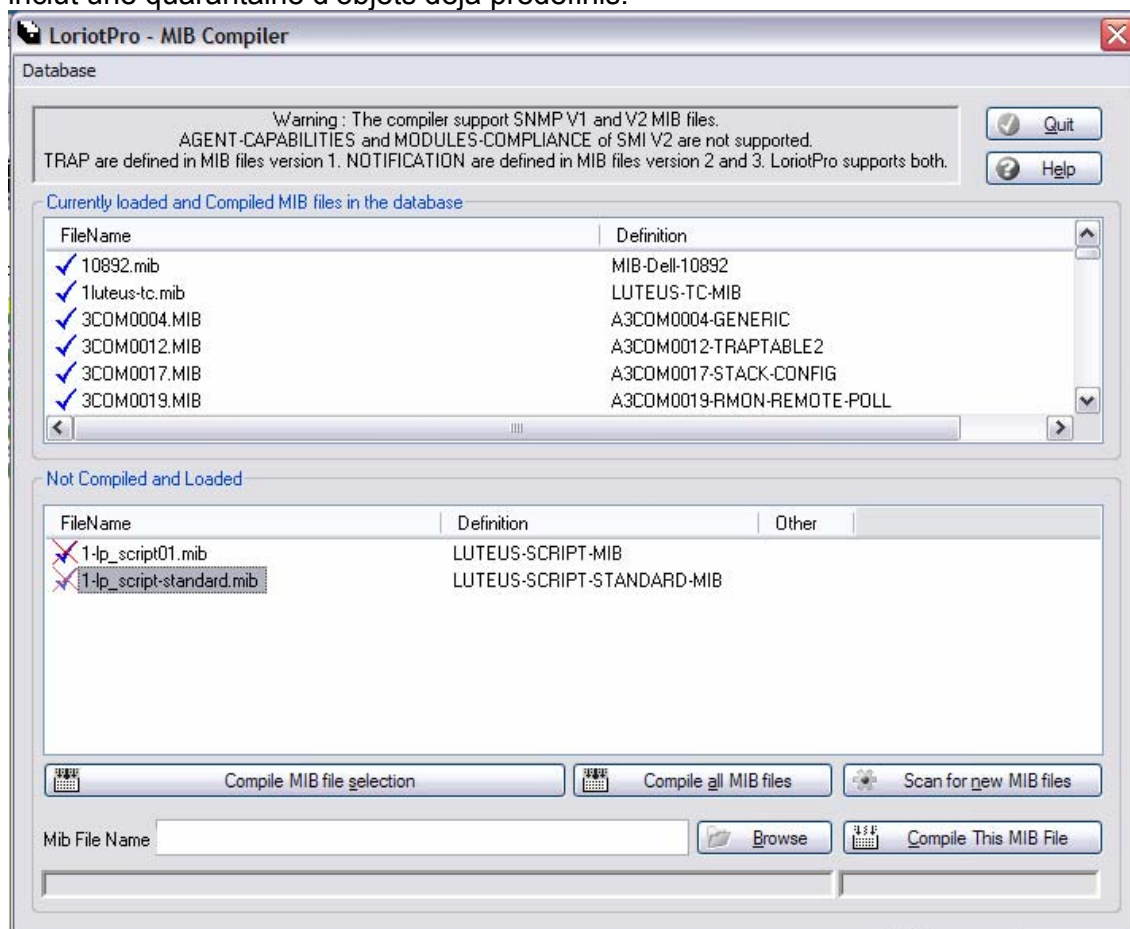 inclut une quarantaine d'objets déjà prédéfinis.
LoriotPro - MIB Compiler
Database
Warning : The compiler support SNMP V1 and V2 MIB files.
AGENT-CAPABILITIES and MODULES-COMPLIANCE of SMI V2 are not supported.
TRAP are defined in MIB files version 1. NOTIFICATION are defined in MIB files version 2 and 3. LoriotPro supports both.
Quit
Help
Currently loaded and Compiled MIB files in the database
FileName Definition
10892.mib MIB-Dell-10892
1luteus-tc.mib LUTEUS-TC-MIB
3COM0004.MIB A3COM0004-GENERIC
3COM0012.MIB A3COM0012-TRAPTABLE2
3COM0017.MIB A3COM0017-STACK-CONFIG
3COM0019.MIB A3COM0019-RMON-REMOTE-POLL
Not Compiled and Loaded
FileName Definition Other
1-lp_script01.mib LUTEUS-SCRIPT-MIB
1-lp_script-standard.mib LUTEUS-SCRIPT-STANDARD-MIB
Compile MIB file selection Compile all MIB files Scan for new MIB files
Mib File Name Browse Compile This MIB File